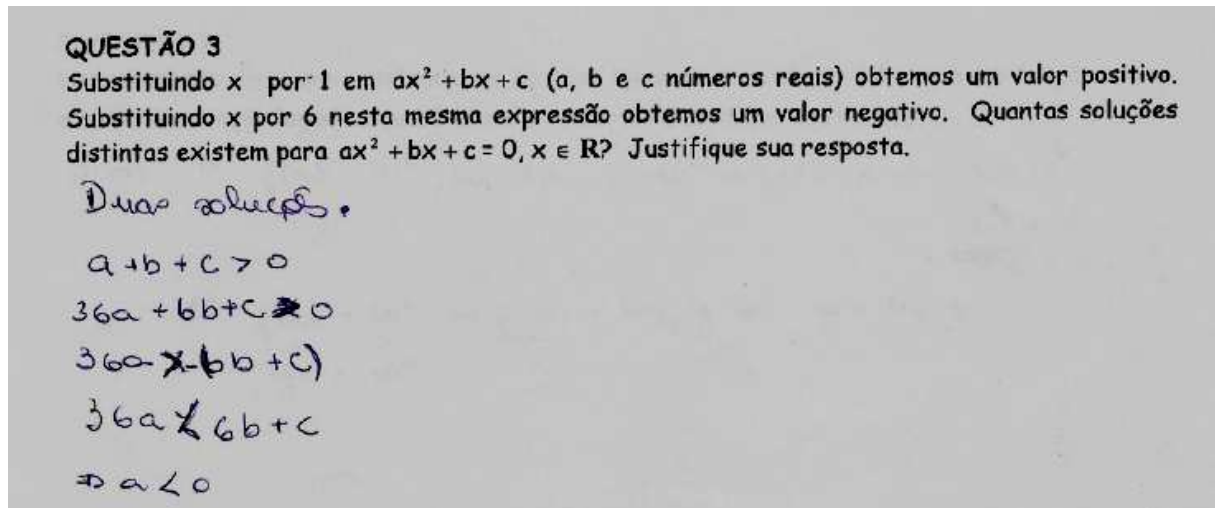 QUESTÃO 3
Substituindo x por 1 em ax² + bx + c (a, b e c números reais) obtemos um valor positivo.
Substituindo x por 6 nesta mesma expressão obtemos um valor negativo. Quantas soluções
distintas existem para ax² + bx + c = 0, x ∈ R? Justifique sua resposta.
Duas soluções.
a + b + c > 0
36a + 6b + c 0
36a -(6b + c)
36a < 6b + c
⇒ a < 0